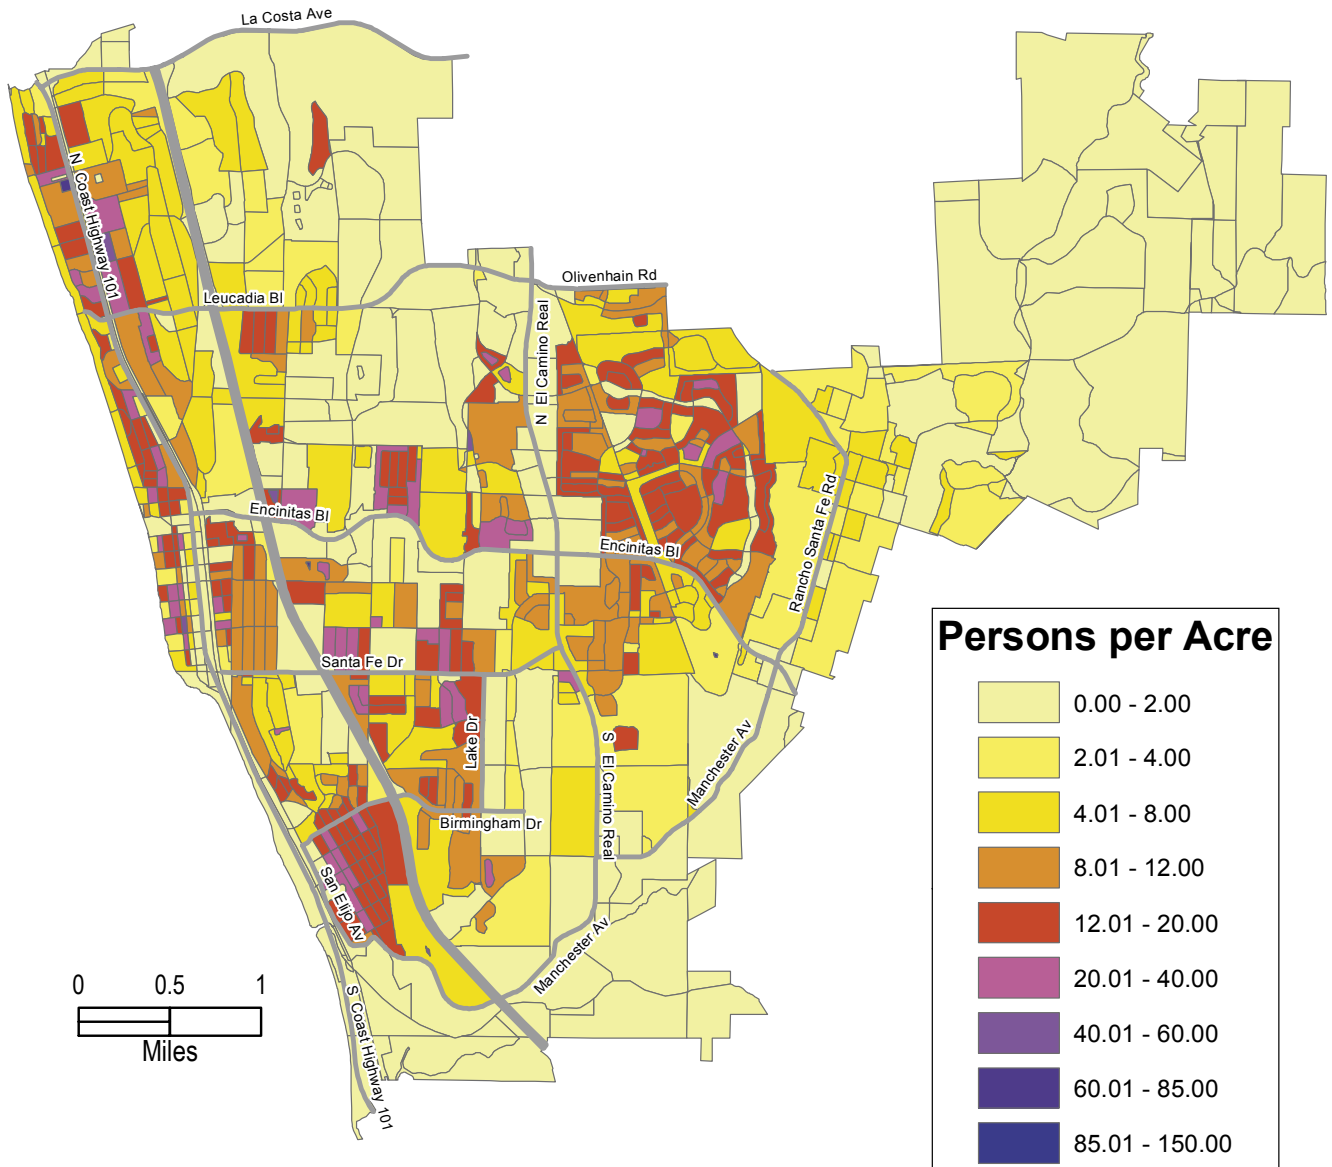 La Costa Ave
N Coast Highway 101
Olivenhain Rd
Leucadia Bl
N El Camino Real
Encinitas Bl
Encinitas Bl
Rancho Santa Fe Rd
Santa Fe Dr
Lake Dr
S El Camino Real
Manchester Av
Birmingham Dr
San Elijo Av
Manchester Av
S Coast Highway 101
0 0.5 1
Miles
Persons per Acre
0.00 - 2.00
2.01 - 4.00
4.01 - 8.00
8.01 - 12.00
12.01 - 20.00
20.01 - 40.00
40.01 - 60.00
60.01 - 85.00
85.01 - 150.00